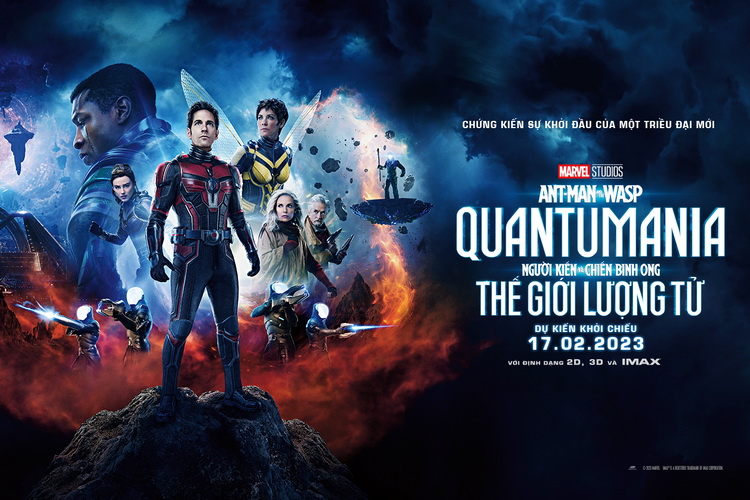 CHỨNG KIẾN SỰ KHỞI ĐẦU CỦA MỘT TRIỀU ĐẠI MỚI
MARVEL STUDIOS
ANT-MAN AND THE WASP
QUANTUMANIA
NGƯỜI KIẾN VÀ CHIẾN BINH ONG
THẾ GIỚI LƯỢNG TỬ
DỰ KIẾN KHỞI CHIẾU
17.02.2023
VỚI ĐỊNH DẠNG 2D, 3D VÀ IMAX
© 2023 MARVEL